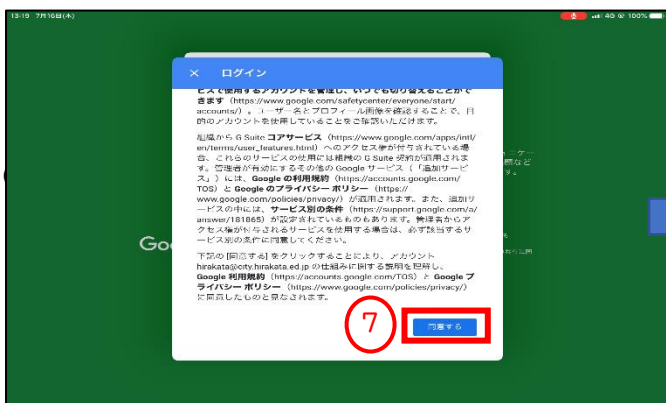 13:19 7月16日(木)
4G 100%
× ログイン
ビスで使用するアカウントを管理し、いつでも切り替えることがで
きます（https://www.google.com/safetycenter/everyone/start/
accounts/）。ユーザー名とプロフィール画像を確認することで、目
的のアカウントを使用していることをご確認いただけます。
組織から G Suite コアサービス（https://www.google.com/apps/intl/
en/terms/user_features.html）へのアクセス権が付与されている場
合、これらのサービスの使用には組織の G Suite 契約が適用されま
す。管理者が有効にするその他の Google サービス（「追加サービ
ス」）には、Google の利用規約（https://accounts.google.com/
TOS）と Google のプライバシー ポリシー（https://
www.google.com/policies/privacy/）が適用されます。また、追加サ
ービスの中には、サービス別の条件（https://support.google.com/a/
answer/181865）が設定されているものもあります。管理者からア
クセス権が付与されるサービスを使用する場合は、必ず該当するサ
ービス別の条件に同意してください。
下記の [同意する] をクリックすることにより、アカウント
hirakata@city.hirakata.ed.jp の仕組みに関する説明を理解し、
Google 利用規約（https://accounts.google.com/TOS）と Google プ
ライバシー ポリシー（https://www.google.com/policies/privacy/）
に同意したものと見なされます。
Go
7
同意する